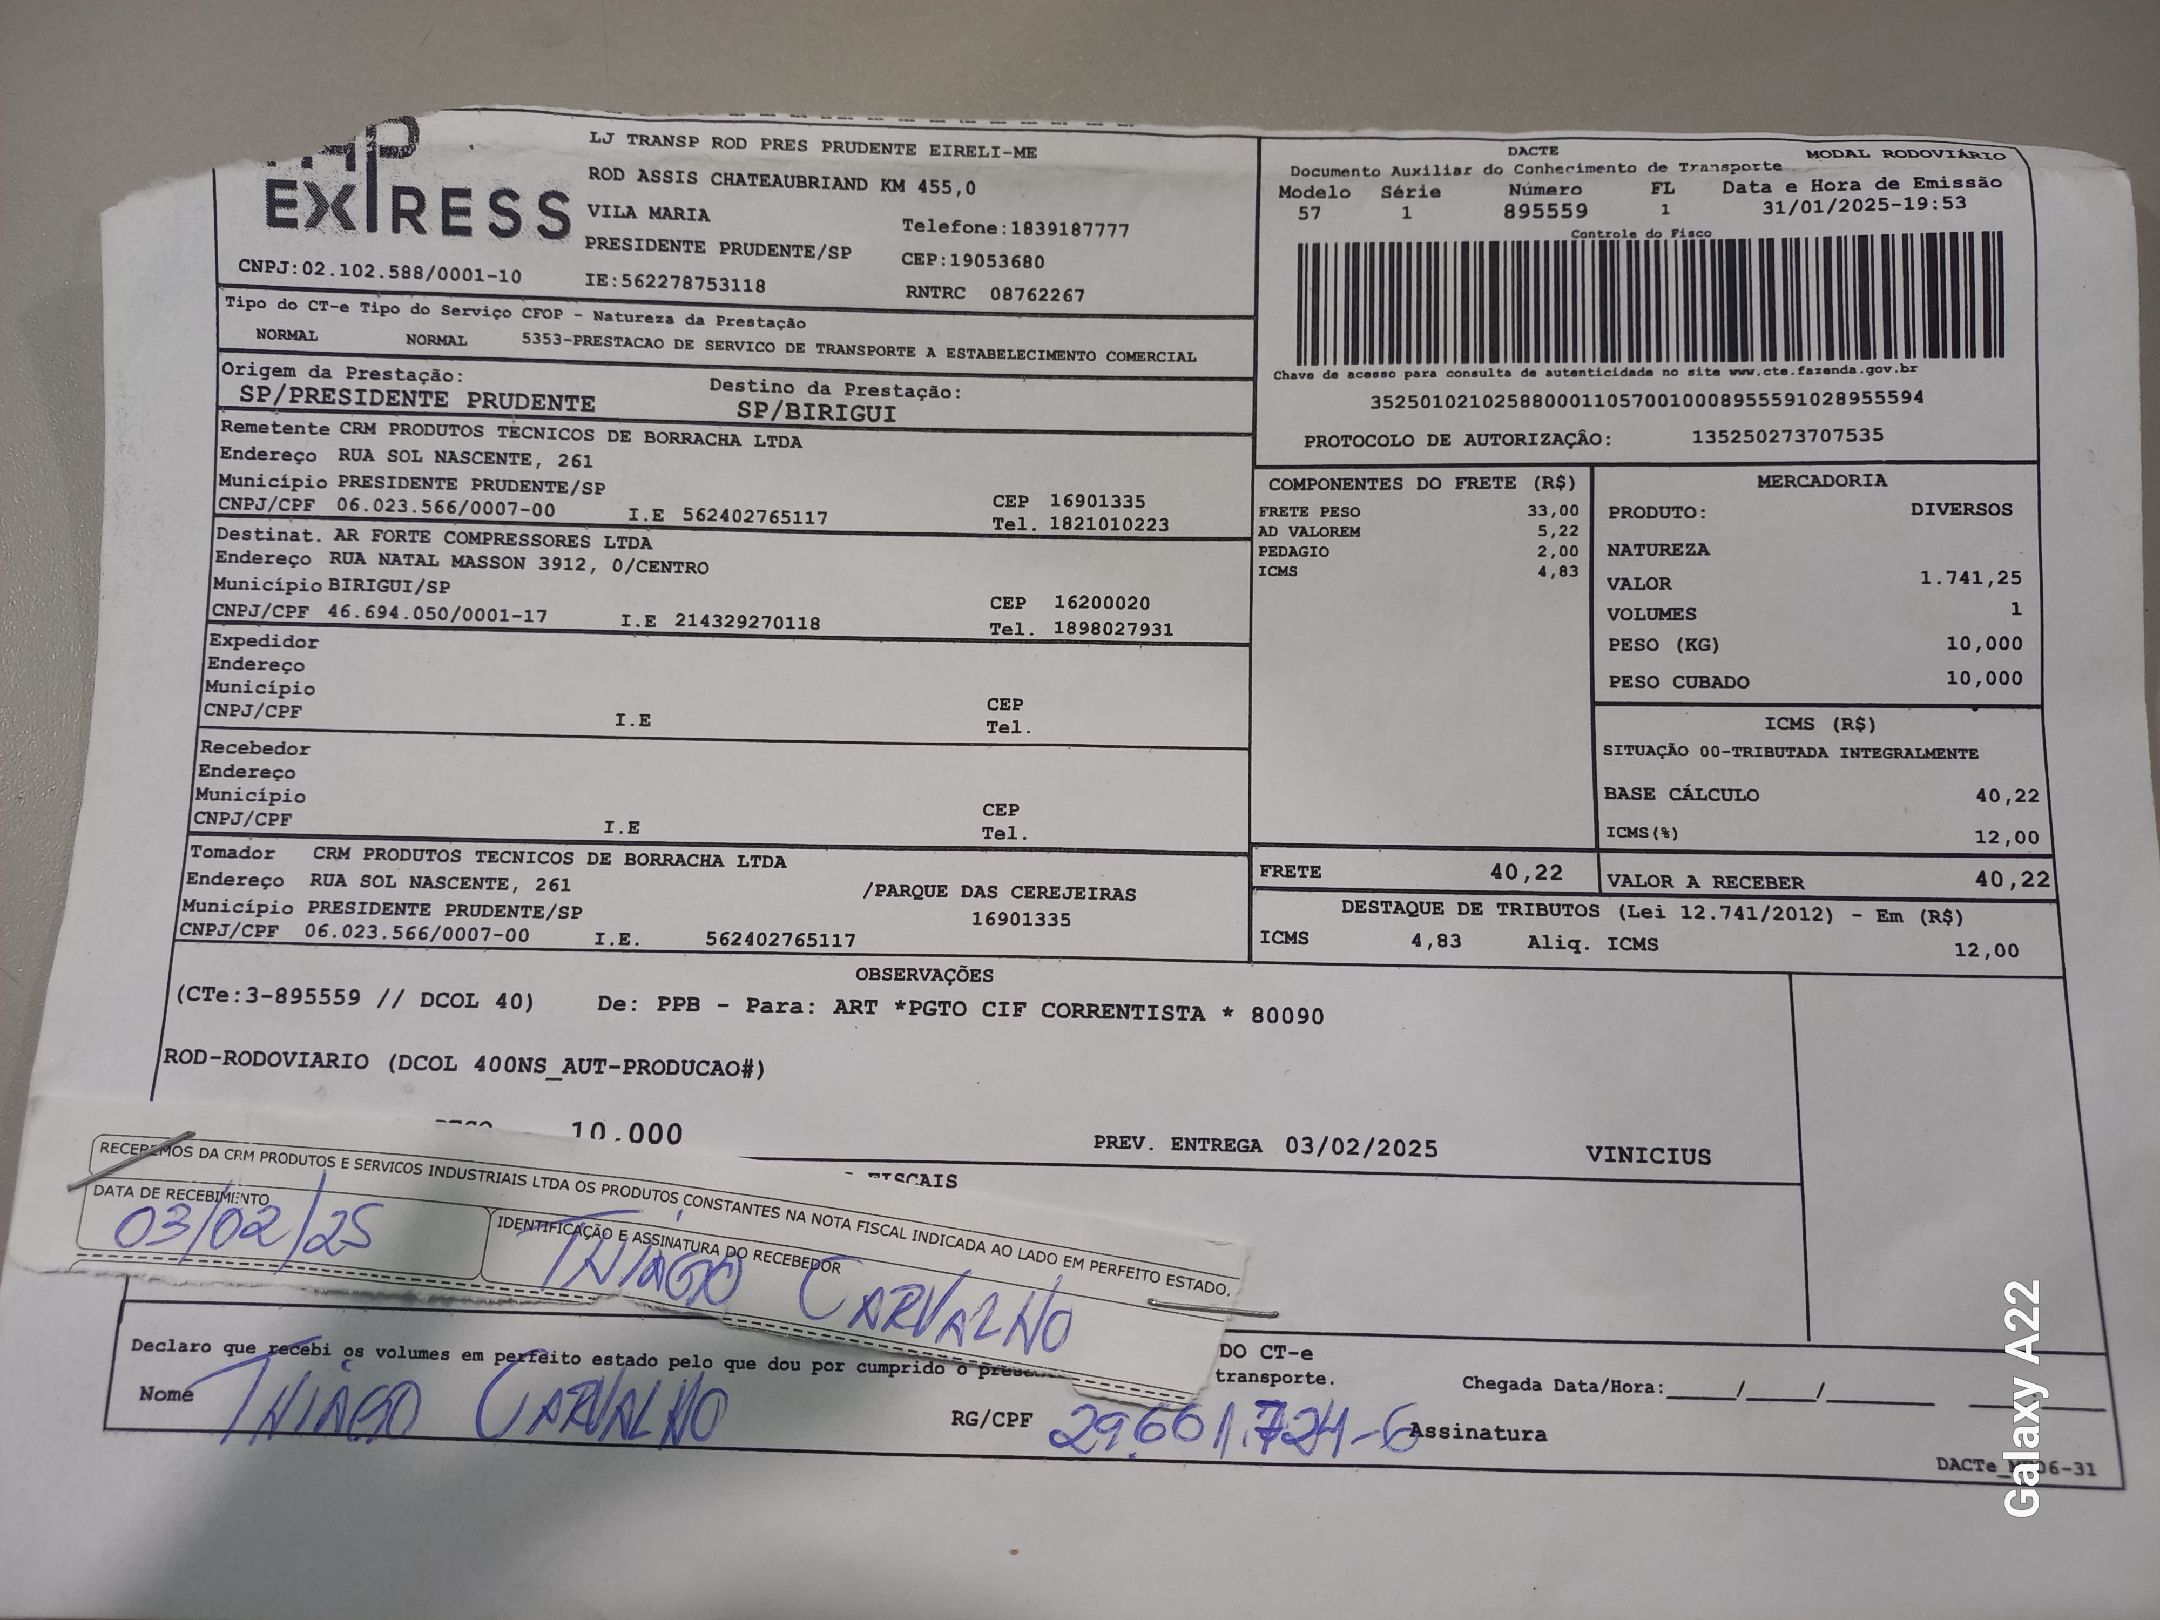 EXPRESS
LJ TRANSP ROD PRES PRUDENTE EIRELI-ME
ROD ASSIS CHATEAUBRIAND KM 455,0
VILA MARIA
Telefone:1839187777
PRESIDENTE PRUDENTE/SP
CEP:19053680
CNPJ:02.102.588/0001-10
IE:562278753118
RNTRC 08762267
DACTE MODAL RODOVIÁRIO
Documento Auxiliar do Conhecimento de Transporte
Modelo Série Número FL Data e Hora de Emissão
57 1 895559 1 31/01/2025-19:53
Controle do Fisco
Chave de acesso para consulta de autenticidade no site www.cte.fazenda.gov.br
35250102102588000110570010008955591028955594
PROTOCOLO DE AUTORIZAÇÂO: 135250273707535
Tipo do CT-e Tipo do Serviço CFOP - Natureza da Prestação
NORMAL NORMAL 5353-PRESTACAO DE SERVICO DE TRANSPORTE A ESTABELECIMENTO COMERCIAL
Origem da Prestação: Destino da Prestação:
SP/PRESIDENTE PRUDENTE SP/BIRIGUI
Remetente CRM PRODUTOS TECNICOS DE BORRACHA LTDA
Endereço RUA SOL NASCENTE, 261
Município PRESIDENTE PRUDENTE/SP CEP 16901335
CNPJ/CPF 06.023.566/0007-00 I.E 562402765117 Tel. 1821010223
Destinat. AR FORTE COMPRESSORES LTDA
Endereço RUA NATAL MASSON 3912, 0/CENTRO
Município BIRIGUI/SP CEP 16200020
CNPJ/CPF 46.694.050/0001-17 I.E 214329270118 Tel. 1898027931
Expedidor
Endereço
Município CEP
CNPJ/CPF I.E Tel.
Recebedor
Endereço
Município CEP
CNPJ/CPF I.E Tel.
Tomador CRM PRODUTOS TECNICOS DE BORRACHA LTDA
Endereço RUA SOL NASCENTE, 261 /PARQUE DAS CEREJEIRAS
Município PRESIDENTE PRUDENTE/SP 16901335
CNPJ/CPF 06.023.566/0007-00 I.E. 562402765117
COMPONENTES DO FRETE (R$)
FRETE PESO 33,00
AD VALOREM 5,22
PEDAGIO 2,00
ICMS 4,83
MERCADORIA
PRODUTO: DIVERSOS
NATUREZA
VALOR 1.741,25
VOLUMES 1
PESO (KG) 10,000
PESO CUBADO 10,000
ICMS (R$)
SITUAÇÃO 00-TRIBUTADA INTEGRALMENTE
BASE CÁLCULO 40,22
ICMS(%) 12,00
FRETE 40,22
VALOR A RECEBER 40,22
DESTAQUE DE TRIBUTOS (Lei 12.741/2012) - Em (R$)
ICMS 4,83 Aliq. ICMS 12,00
OBSERVAÇÕES
(CTe:3-895559 // DCOL 40) De: PPB - Para: ART *PGTO CIF CORRENTISTA * 80090
ROD-RODOVIARIO (DCOL 400NS_AUT-PRODUCAO#)
10,000 PREV. ENTREGA 03/02/2025 VINICIUS
FISCAIS
RECEBEMOS DA CRM PRODUTOS E SERVICOS INDUSTRIAIS LTDA OS PRODUTOS CONSTANTES NA NOTA FISCAL INDICADA AO LADO EM PERFEITO ESTADO.
DATA DE RECEBIMENTO IDENTIFICAÇÃO E ASSINATURA DO RECEBEDOR
03/02/25 THIAGO CARVALHO
DO CT-e
Declaro que recebi os volumes em perfeito estado pelo que dou por cumprido o transporte.
Chegada Data/Hora:_____/_____/_____
Nome THIAGO CARVALHO RG/CPF 29.601.724-6 Assinatura
Galaxy A22